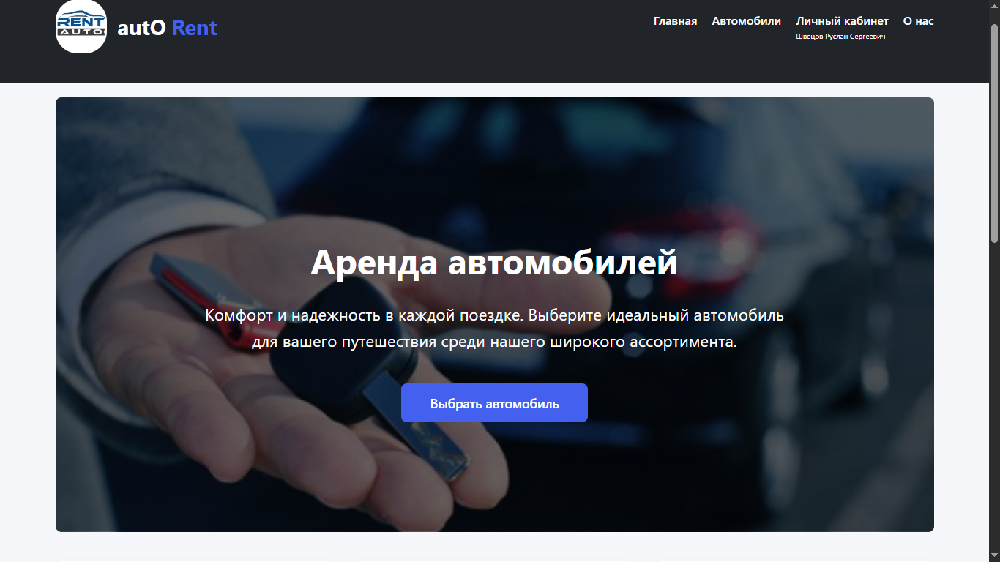 RENT
AUTO
autO Rent
Главная
Автомобили
Личный кабинет
О нас
Швецов Руслан Сергеевич
Аренда автомобилей
Комфорт и надежность в каждой поездке. Выберите идеальный автомобиль
для вашего путешествия среди нашего широкого ассортимента.
Выбрать автомобиль